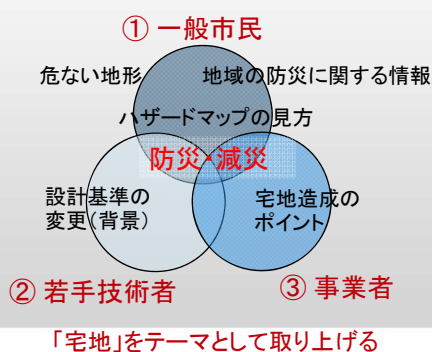 ① 一般市民
危ない地形 地域の防災に関する情報
ハザードマップの見方
防災・減災
設計基準の
変更(背景)
宅地造成の
ポイント
② 若手技術者
③ 事業者
「宅地」をテーマとして取り上げる